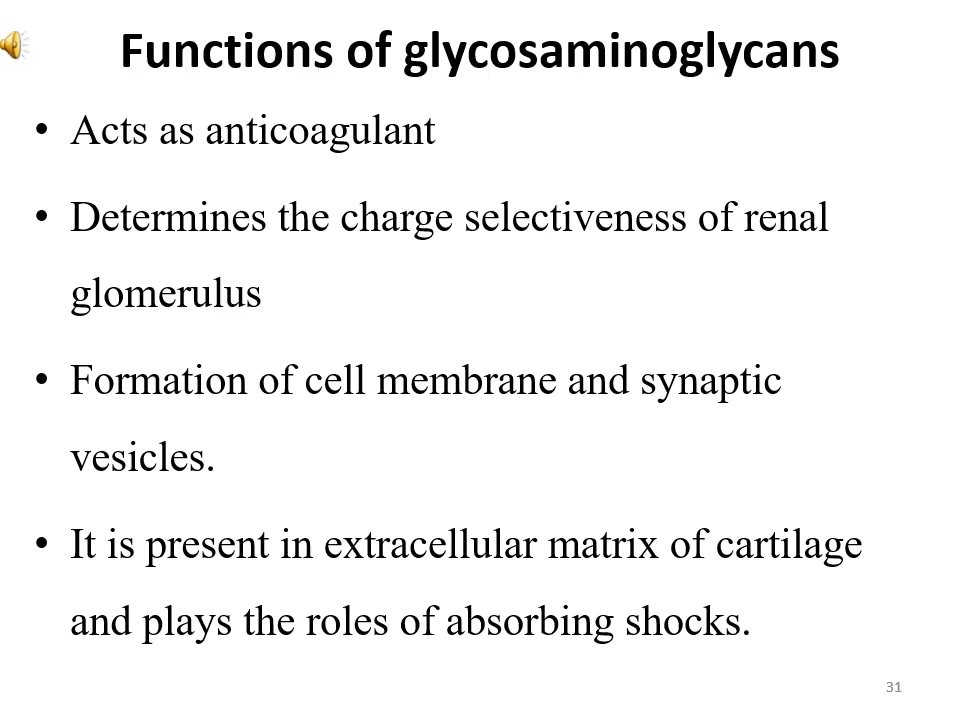 Functions of glycosaminoglycans
• Acts as anticoagulant
• Determines the charge selectiveness of renal
glomerulus
• Formation of cell membrane and synaptic
vesicles.
• It is present in extracellular matrix of cartilage
and plays the roles of absorbing shocks.
31